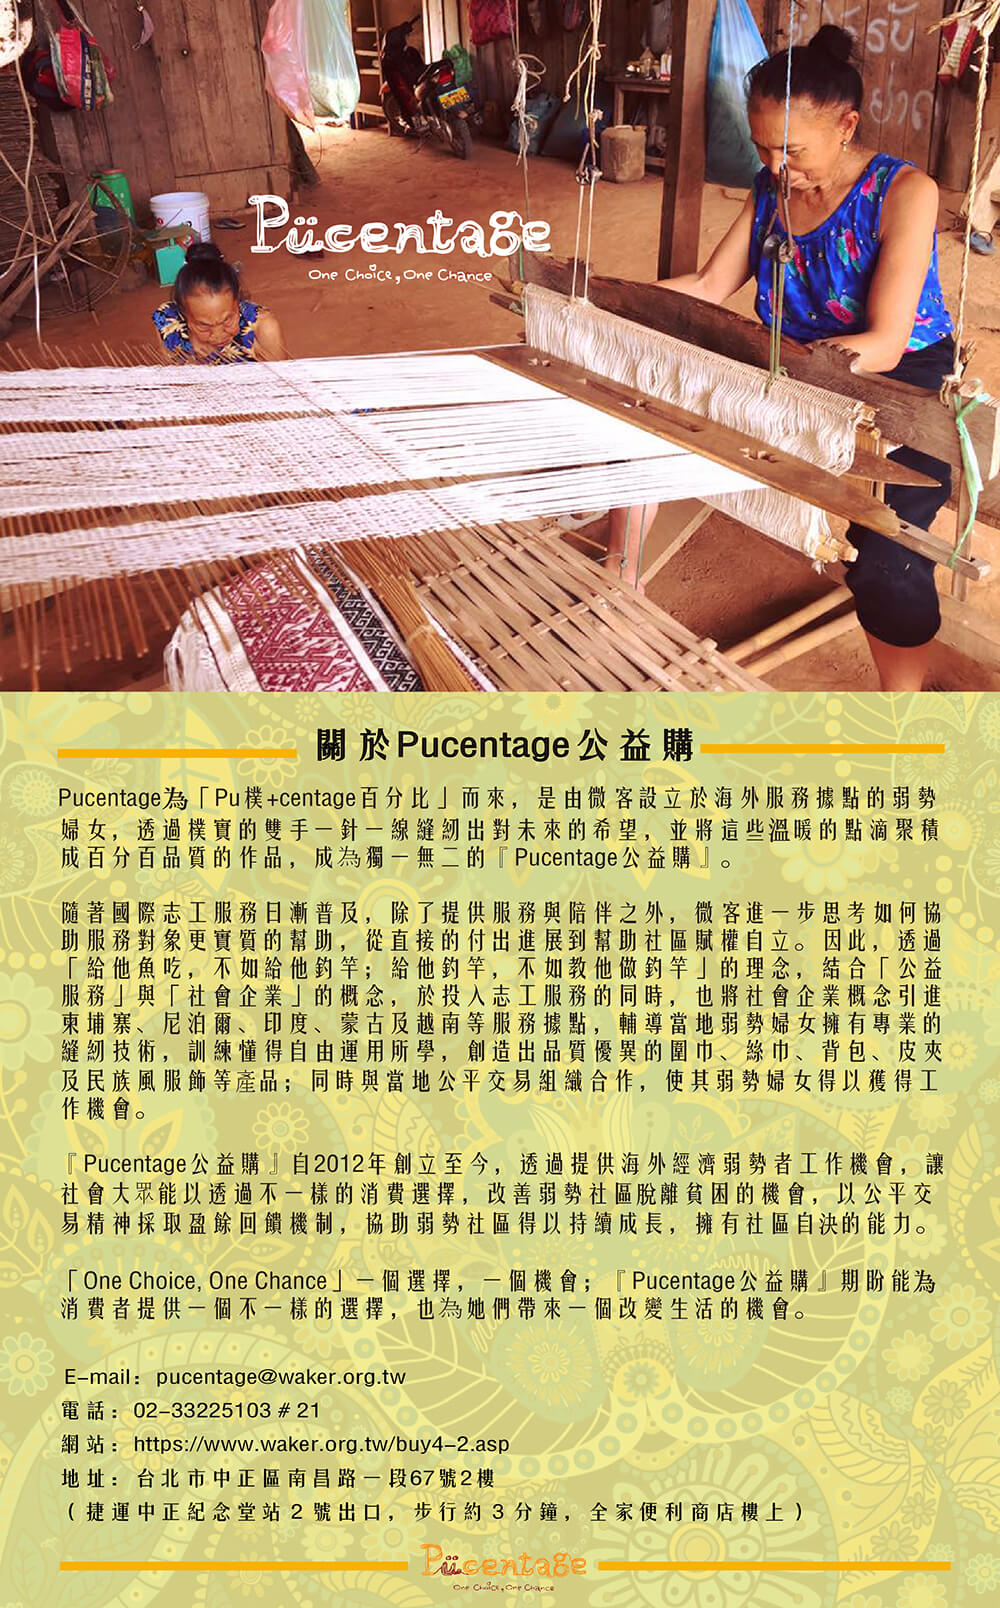 Pücentage
One Choice, One Chance
關於Pucentage公益購
Pucentage為「Pu樸+centage百分比」而來，是由微客設立於海外服務據點的弱勢
婦女，透過樸實的雙手一針一線縫紉出對未來的希望，並將這些溫暖的點滴聚積
成百分百品質的作品，成為獨一無二的『Pucentage公益購』。
隨著國際志工服務日漸普及，除了提供服務與陪伴之外，微客進一步思考如何協
助服務對象更實質的幫助，從直接的付出進展到幫助社區賦權自立。因此，透過
「給他魚吃，不如給他釣竿；給他釣竿，不如教他做釣竿」的理念，結合「公益
服務」與「社會企業」的概念，於投入志工服務的同時，也將社會企業概念引進
柬埔寨、尼泊爾、印度、蒙古及越南等服務據點，輔導當地弱勢婦女擁有專業的
縫紉技術，訓練懂得自由運用所學，創造出品質優異的圍巾、絲巾、背包、皮夾
及民族風服飾等產品；同時與當地公平交易組織合作，使其弱勢婦女得以獲得工
作機會。
『Pucentage公益購』自2012年創立至今，透過提供海外經濟弱勢者工作機會，讓
社會大眾能以透過不一樣的消費選擇，改善弱勢社區脫離貧困的機會，以公平交
易精神採取盈餘回饋機制，協助弱勢社區得以持續成長，擁有社區自決的能力。
「One Choice, One Chance」一個選擇，一個機會；『Pucentage公益購』期盼能為
消費者提供一個不一樣的選擇，也為她們帶來一個改變生活的機會。
E-mail：pucentage@waker.org.tw
電話：02-33225103＃21
網站：https://www.waker.org.tw/buy4-2.asp
地址：台北市中正區南昌路一段67號2樓
（捷運中正紀念堂站2號出口，步行約3分鐘，全家便利商店樓上）
Pücentage
One Choice, One Chance